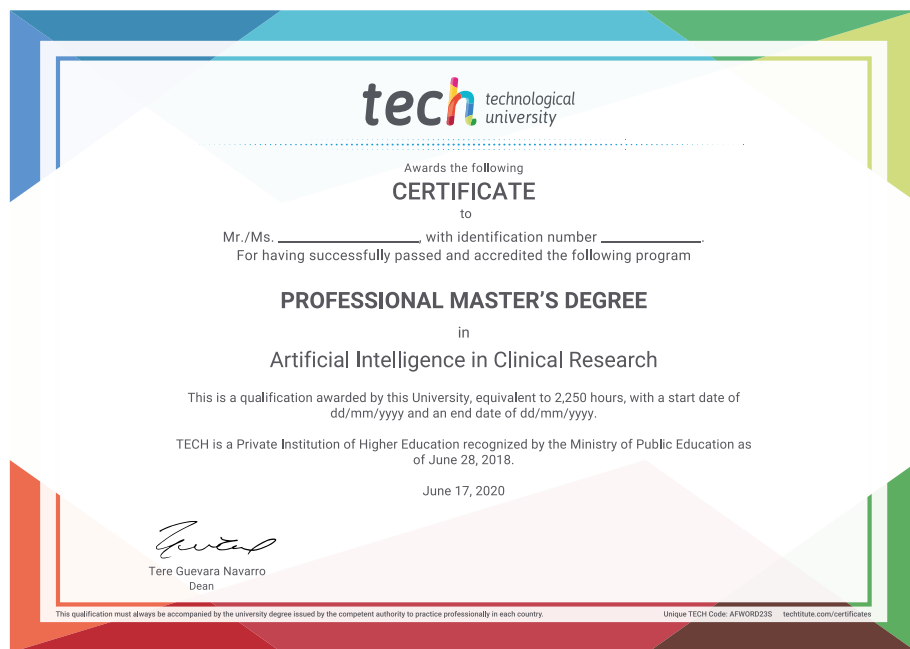 tech technological
university
Awards the following
CERTIFICATE
to
Mr./Ms. ____________________, with identification number ______________.
For having successfully passed and accredited the following program
PROFESSIONAL MASTER'S DEGREE
in
Artificial Intelligence in Clinical Research
This is a qualification awarded by this University, equivalent to 2,250 hours, with a start date of
dd/mm/yyyy and an end date of dd/mm/yyyy.
TECH is a Private Institution of Higher Education recognized by the Ministry of Public Education as
of June 28, 2018.
June 17, 2020
Tere Guevara Navarro
Dean
This qualification must always be accompanied by the university degree issued by the competent authority to practice professionally in each country.
Unique TECH Code: AFWORD23S techtitute.com/certificates